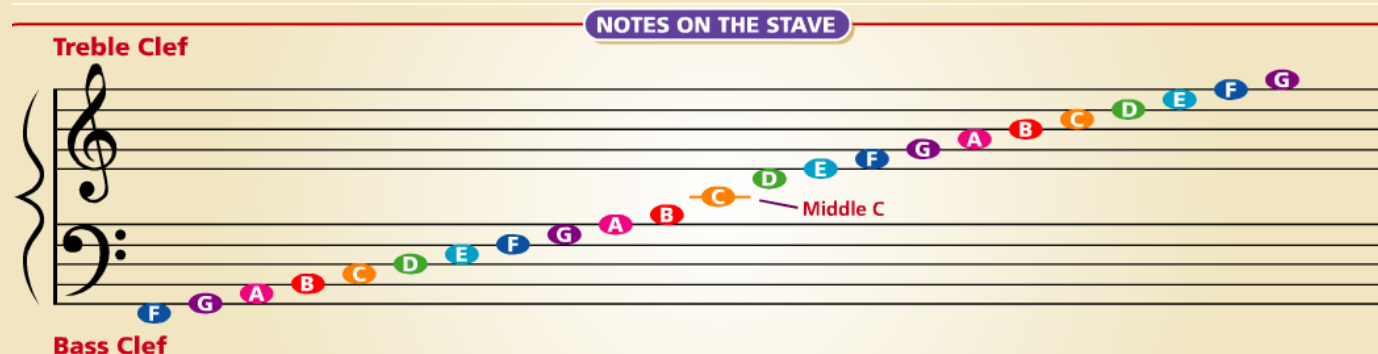 NOTES ON THE STAVE
Treble Clef
F G A B C D E F G A B C D E F G A B C D E F G
Middle C
Bass Clef